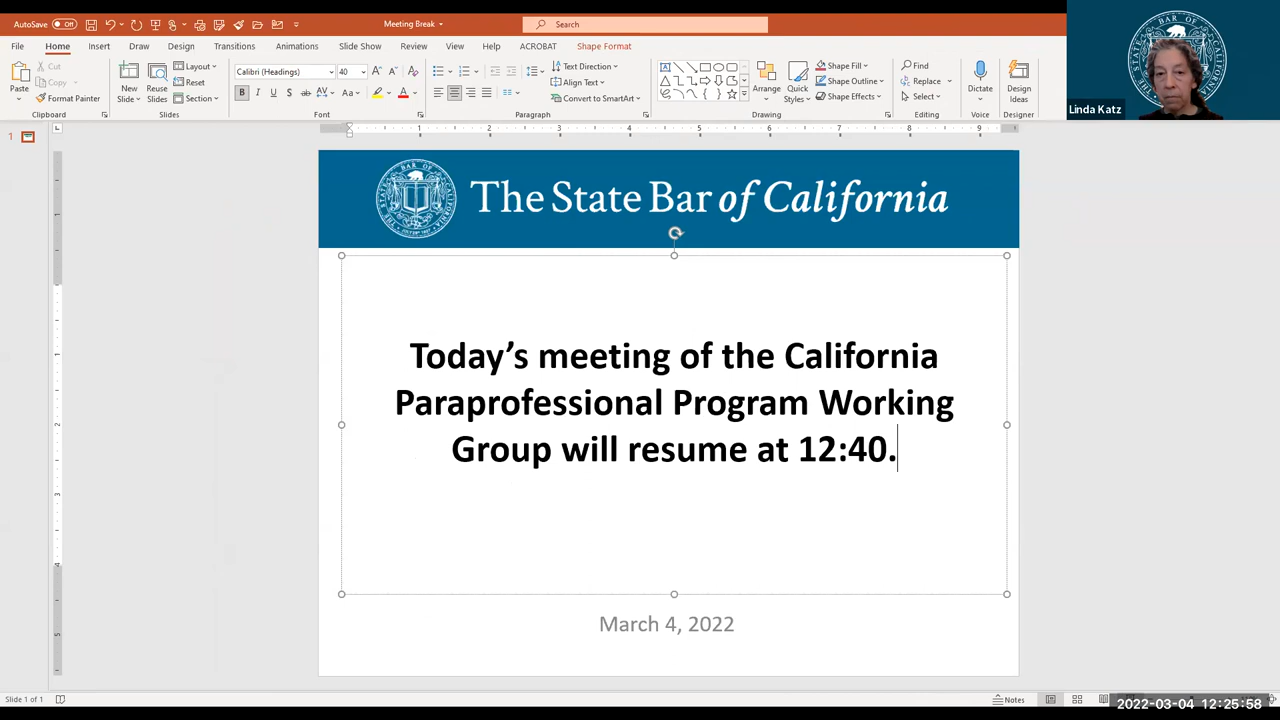 AutoSave Off Meeting Break Search
File Home Insert Draw Design Transitions Animations Slide Show Review View Help ACROBAT Shape Format
Paste
Cut
Copy
Format Painter
Clipboard
New Slide
Reuse Slides
Layout
Reset
Section
Slides
Calibri (Headings) 40
Font
Text Direction
Align Text
Convert to SmartArt
Paragraph
Arrange
Quick Styles
Shape Fill
Shape Outline
Shape Effects
Drawing
Find
Replace
Select
Editing
Dictate
Voice
Design Ideas
Designer
Linda Katz
1
The State Bar of California
Today’s meeting of the California
Paraprofessional Program Working
Group will resume at 12:40.
March 4, 2022
Slide 1 of 1
Notes
2022-03-04 12:25:58